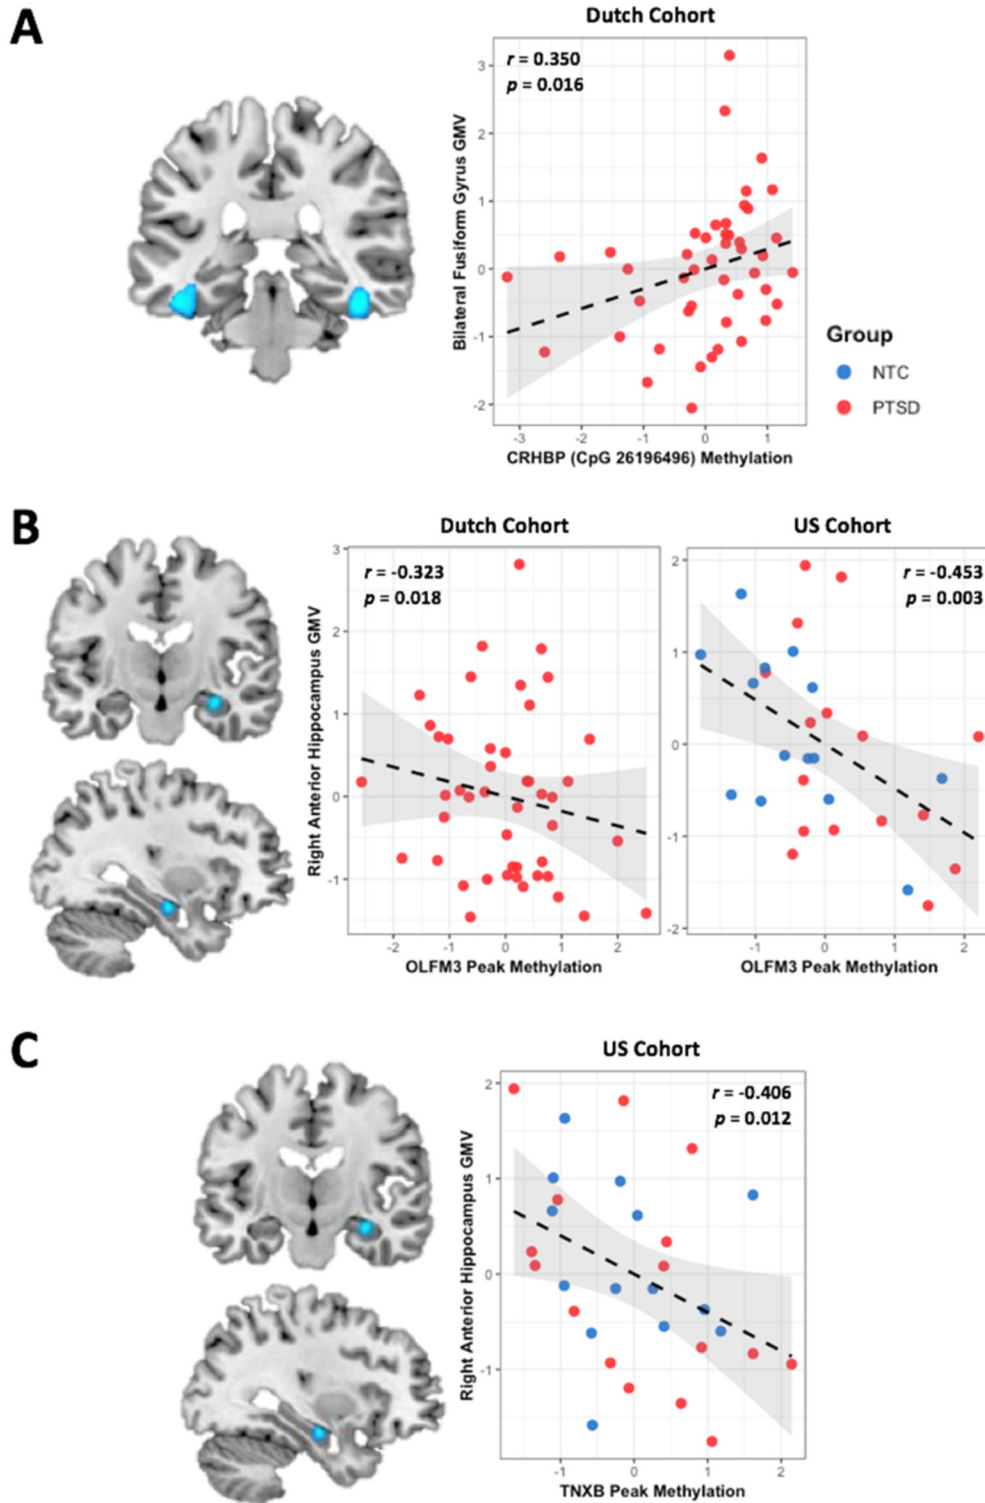 A
Dutch Cohort
r = 0.350
p = 0.016
3
2
1
0
-1
-2
Bilateral Fusiform Gyrus GMV
-3
-2
-1
0
1
CRHBP (CpG 26196496) Methylation
Group
NTC
PTSD
B
Dutch Cohort
r = -0.323
p = 0.018
3
2
1
0
-1
Right Anterior Hippocampus GMV
-2
-1
0
1
2
OLFM3 Peak Methylation
US Cohort
r = -0.453
p = 0.003
2
1
0
-1
-2
-1
0
1
2
OLFM3 Peak Methylation
C
US Cohort
r = -0.406
p = 0.012
2
1
0
-1
Right Anterior Hippocampus GMV
-1
0
1
2
TNXB Peak Methylation